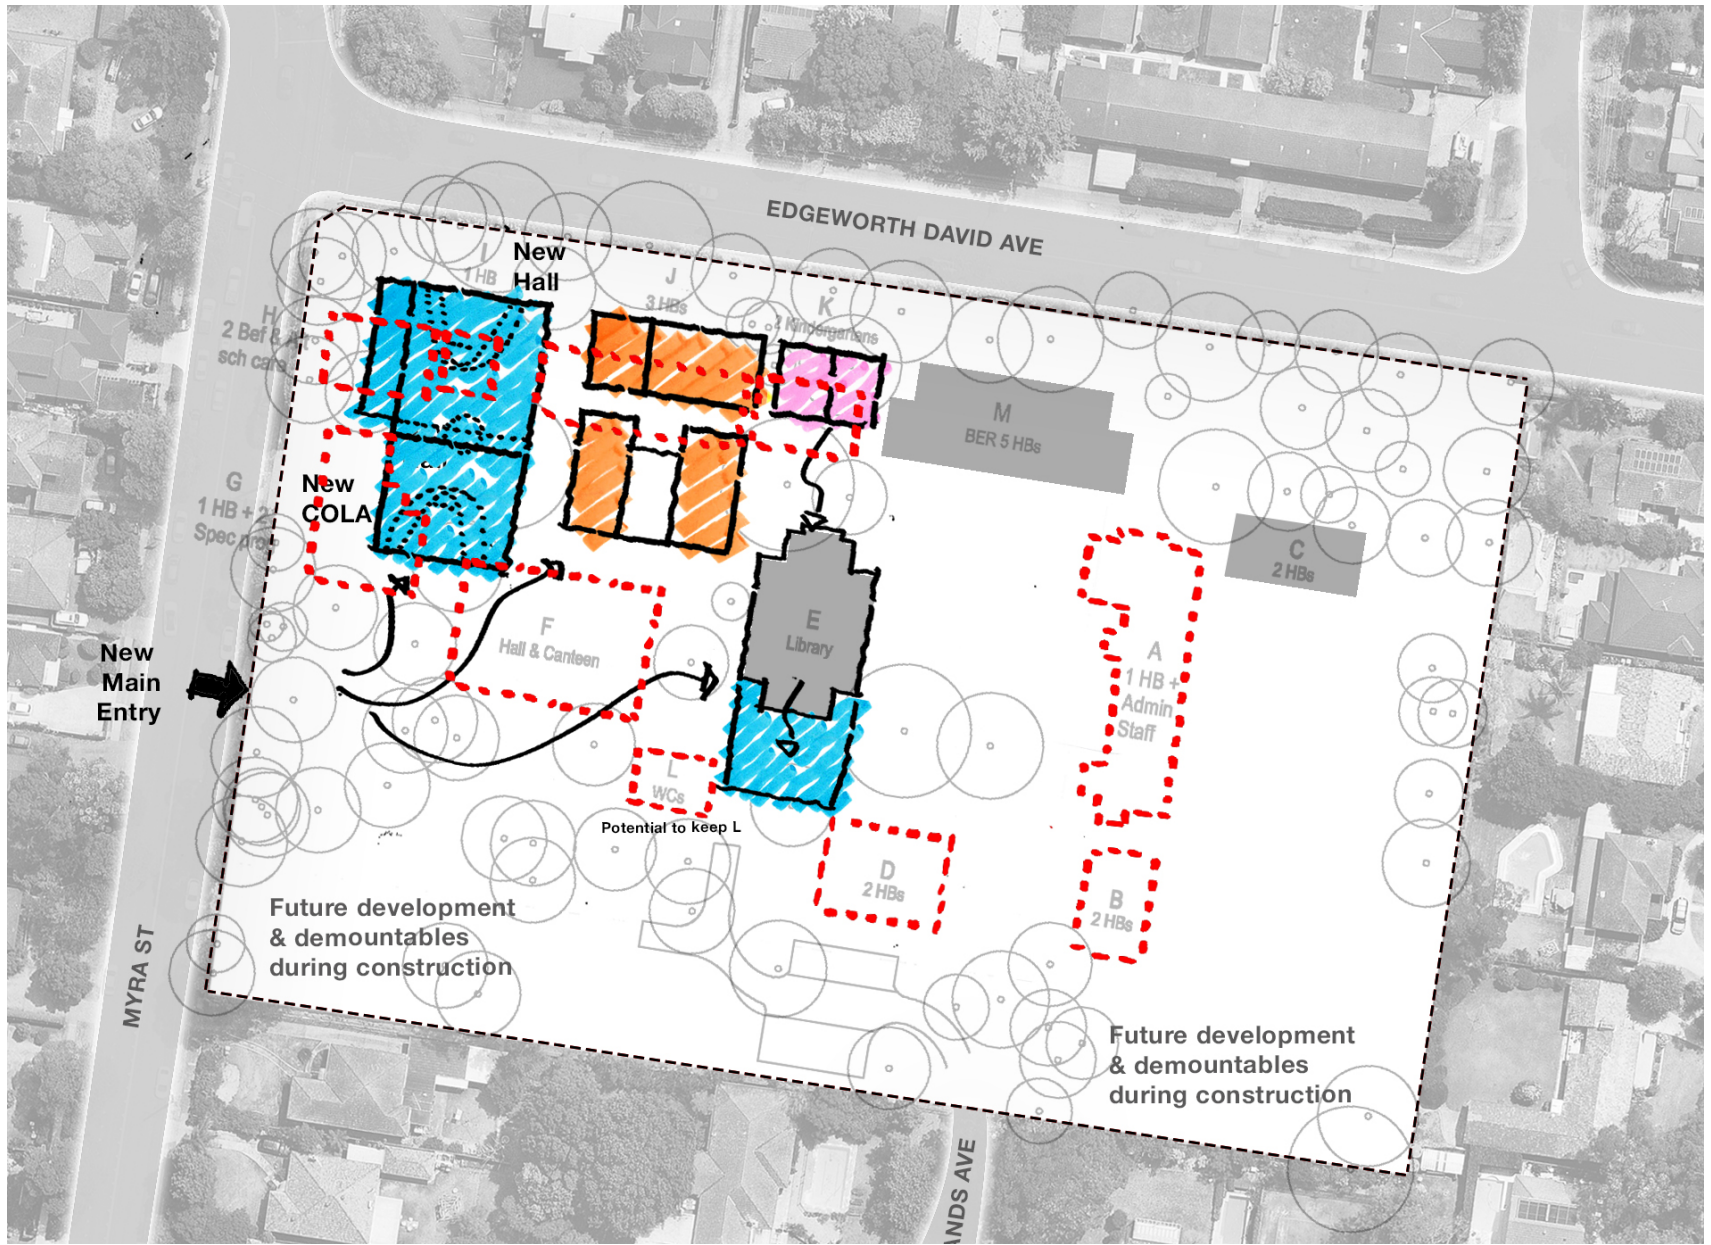 EDGEWORTH DAVID AVE
New
Hall
I
1 HB
J
3 HBs
K
2 Kindergartens
H
2 Bef &
sch care
M
BER 5 HBs
New
COLA
G
1 HB + 2
Spec pro
C
2 HBs
F
Hall & Canteen
E
Library
A
1 HB +
Admin
Staff
New
Main
Entry
L
WCs
Potential to keep L
D
2 HBs
B
2 HBs
Future development
& demountables
during construction
MYRA ST
Future development
& demountables
during construction
ANDS AVE